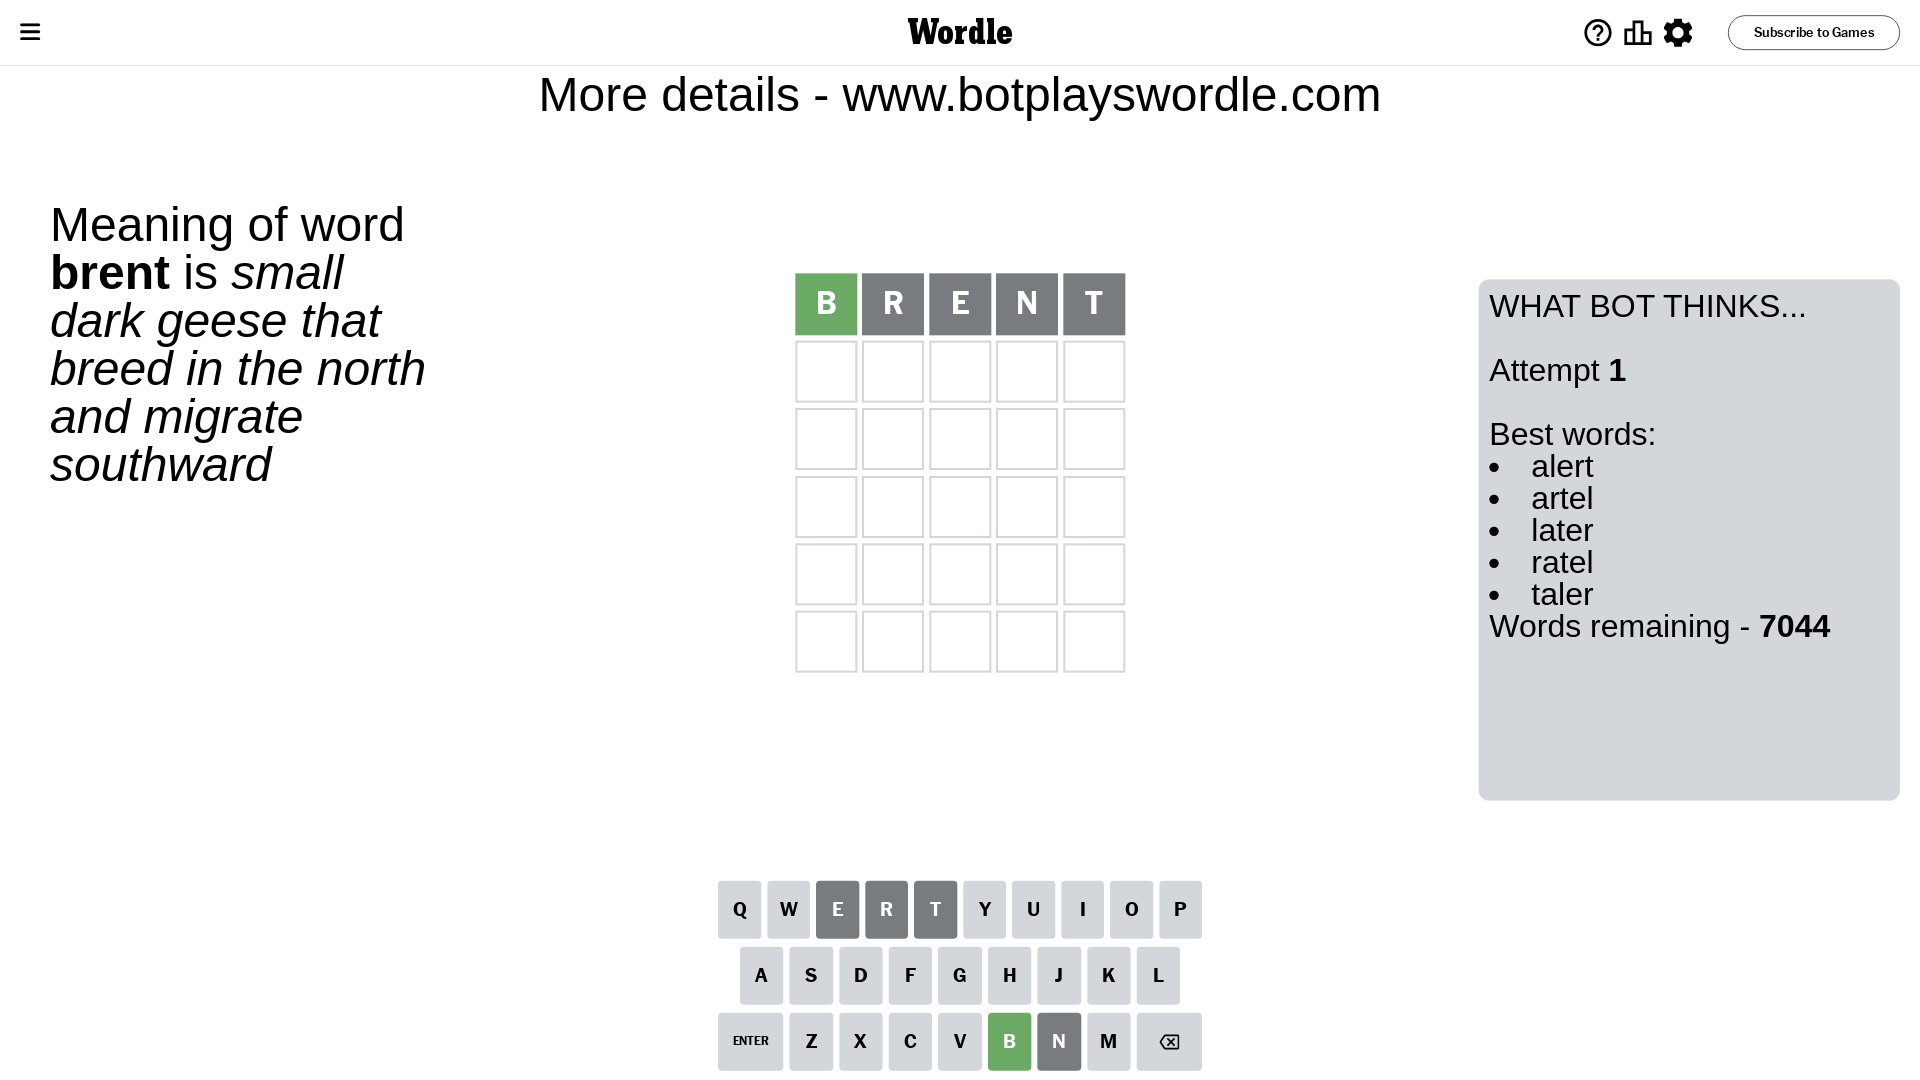 Wordle
Subscribe to Games
More details - www.botplayswordle.com
Meaning of word
brent is small
dark geese that
breed in the north
and migrate
southward
B R E N T
WHAT BOT THINKS...
Attempt 1
Best words:
• alert
• artel
• later
• ratel
• taler
Words remaining - 7044
Q W E R T Y U I O P
A S D F G H J K L
ENTER Z X C V B N M